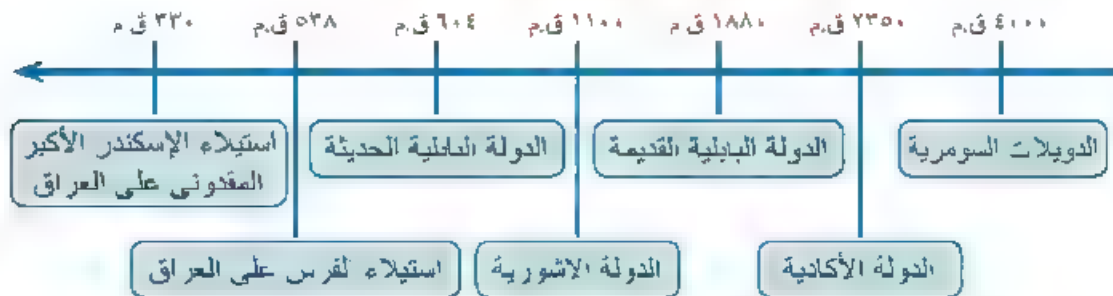 ٤٠٠٠ ق.م
٢٣٥٠ ق.م
١٨٨٠ ق.م
١١٠٠ ق.م
٦٠٤ ق.م
٥٣٨ ق.م
٣٣٠ ق.م
الدويلات السومرية
الدولة البابلية القديمة
الدولة البابلية الحديثة
استيلاء الإسكندر الأكبر
المقدوني على العراق
الدولة الأكادية
الدولة الاشورية
استيلاء الفرس على العراق